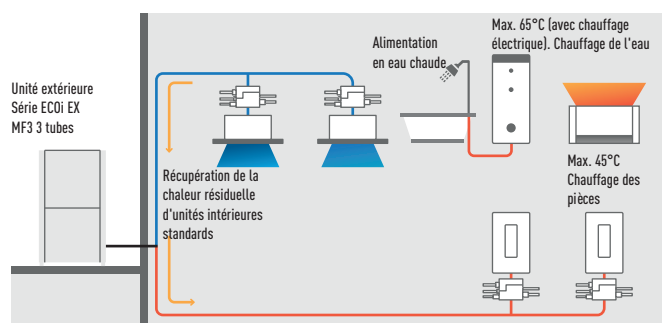 Unité extérieure
Série ECOi EX
MF3 3 tubes
Alimentation
en eau chaude
Max. 65°C (avec chauffage
électrique). Chauffage de l'eau
Récupération de la
chaleur résiduelle
d'unités intérieures
standards
Max. 45°C
Chauffage des
pièces